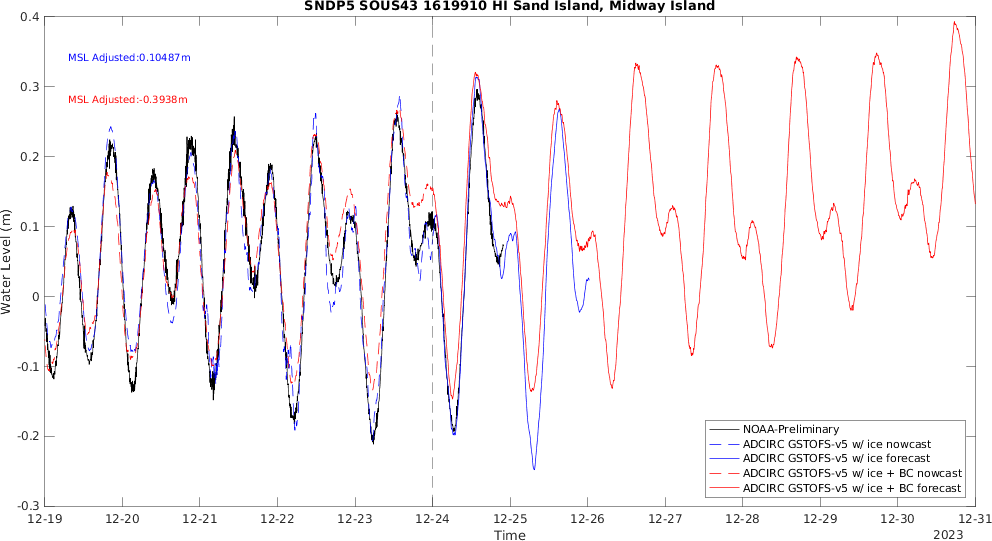 SNDP5 SOUS43 1619910 HI Sand Island, Midway Island
MSL Adjusted:0.10487m
MSL Adjusted:-0.3938m
Water Level (m)
0.4
0.3
0.2
0.1
0
-0.1
-0.2
-0.3
NOAA-Preliminary
ADCIRC GSTOFS-v5 w/ ice nowcast
ADCIRC GSTOFS-v5 w/ ice forecast
ADCIRC GSTOFS-v5 w/ ice + BC nowcast
ADCIRC GSTOFS-v5 w/ ice + BC forecast
12-19 12-20 12-21 12-22 12-23 12-24 12-25 12-26 12-27 12-28 12-29 12-30 12-31
Time
2023